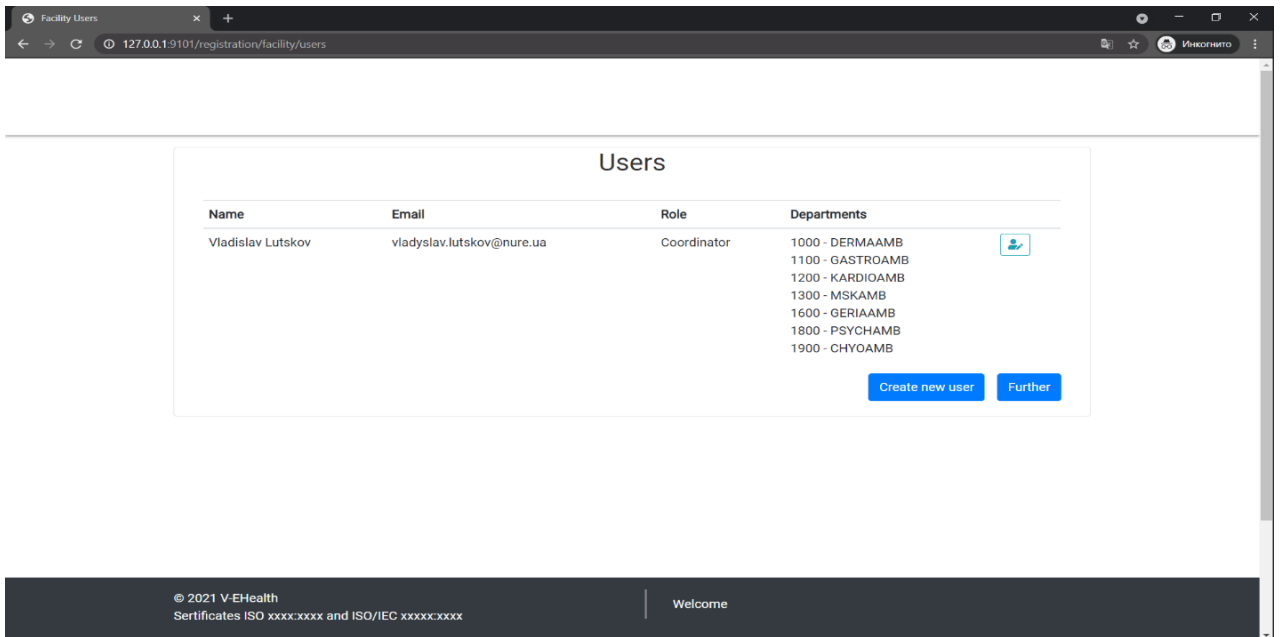 Facility Users
127.0.0.1:9101/registration/facility/users
Инкогнито
Users
Name Email Role Departments
Vladislav Lutskov vladyslav.lutskov@nure.ua Coordinator 1000 - DERMAAMB
1100 - GASTROAMB
1200 - KARDIOAMB
1300 - MSKAMB
1600 - GERIAAMB
1800 - PSYCHAMB
1900 - CHYOAMB
Create new user Further
© 2021 V-EHealth
Sertificates ISO xxxx:xxxx and ISO/IEC xxxxx:xxxx
Welcome